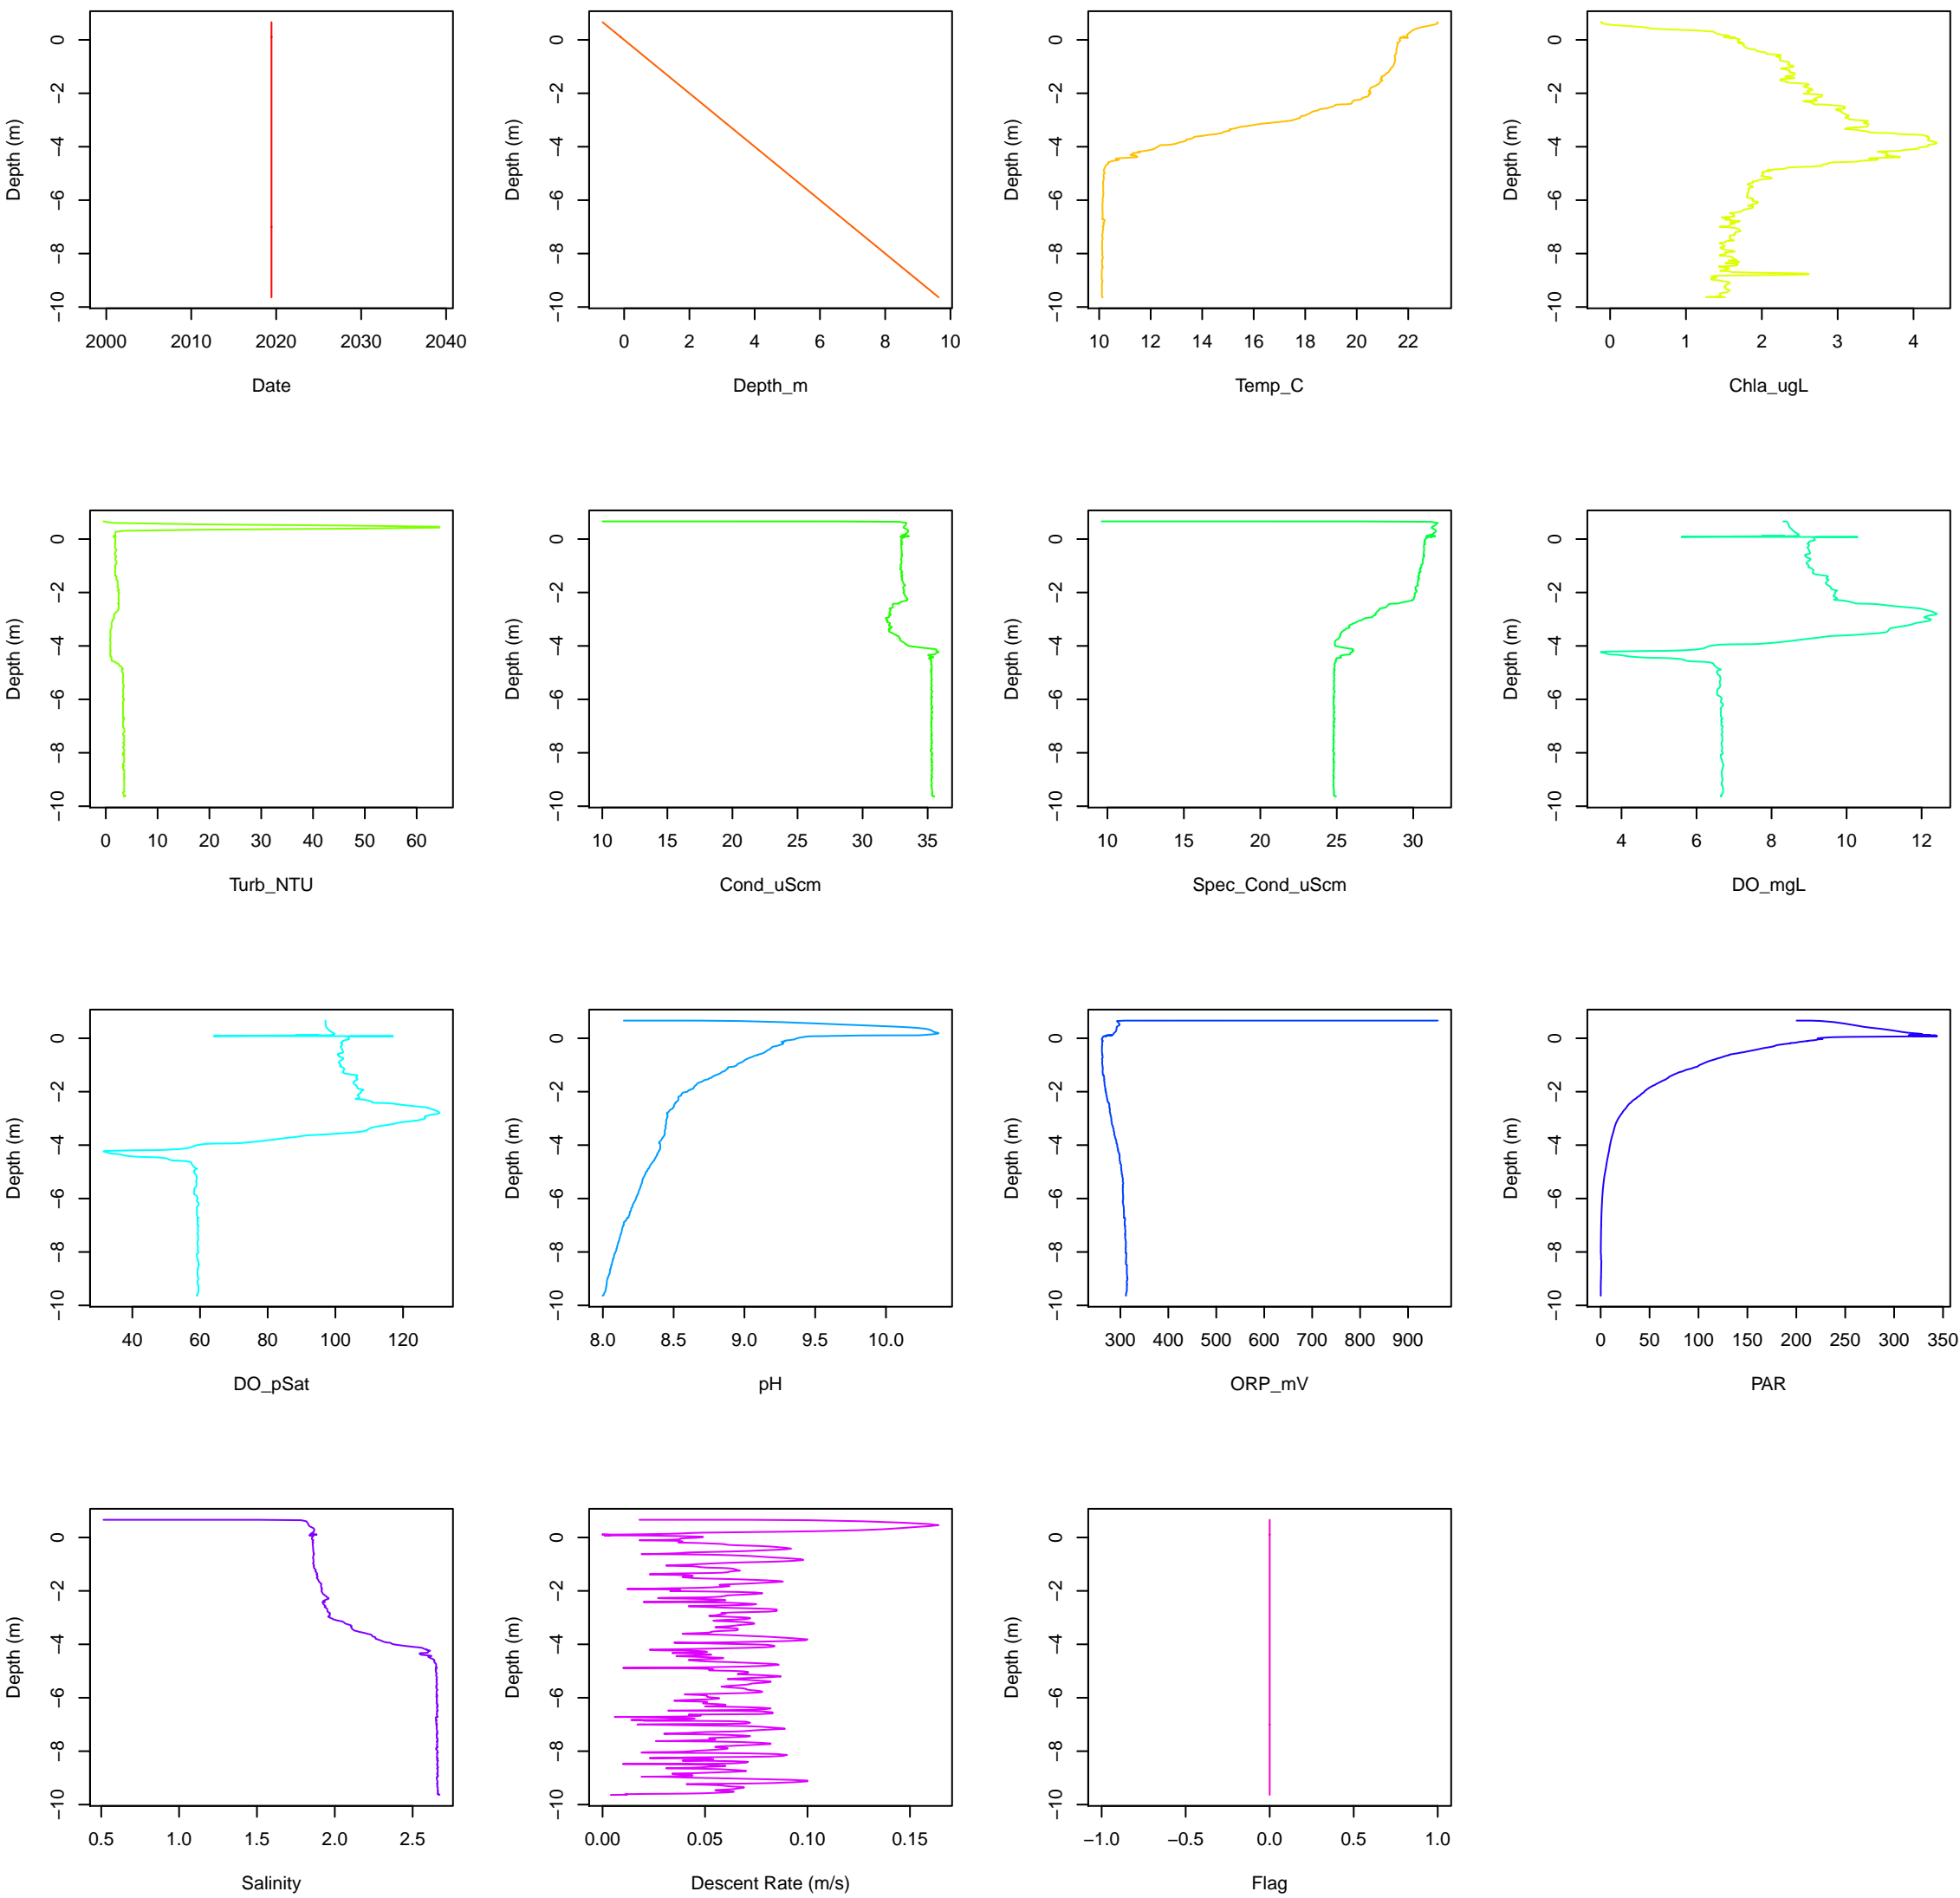 0 0 0 0
−2 −2 −2 −2
Depth (m) Depth (m) Depth (m) Depth (m)
−4 −4 −4 −4
−6 −6 −6 −6
−8 −8 −8 −8
−10 −10 −10 −10
2000 2010 2020 2030 2040 0 2 4 6 8 10 10 12 14 16 18 20 22 0 1 2 3 4
Date Depth_m Temp_C Chla_ugL
0 0 0 0
−2 −2 −2 −2
Depth (m) Depth (m) Depth (m) Depth (m)
−4 −4 −4 −4
−6 −6 −6 −6
−8 −8 −8 −8
−10 −10 −10 −10
0 10 20 30 40 50 60 10 15 20 25 30 35 10 15 20 25 30 4 6 8 10 12
Turb_NTU Cond_uScm Spec_Cond_uScm DO_mgL
0 0 0 0
−2 −2 −2 −2
Depth (m) Depth (m) Depth (m) Depth (m)
−4 −4 −4 −4
−6 −6 −6 −6
−8 −8 −8 −8
−10 −10 −10 −10
40 60 80 100 120 8.0 8.5 9.0 9.5 10.0 300 400 500 600 700 800 900 0 50 100 150 200 250 300 350
DO_pSat pH ORP_mV PAR
0 0 0
−2 −2 −2
Depth (m) Depth (m) Depth (m)
−4 −4 −4
−6 −6 −6
−8 −8 −8
−10 −10 −10
0.5 1.0 1.5 2.0 2.5 0.00 0.05 0.10 0.15 −1.0 −0.5 0.0 0.5 1.0
Salinity Descent Rate (m/s) Flag